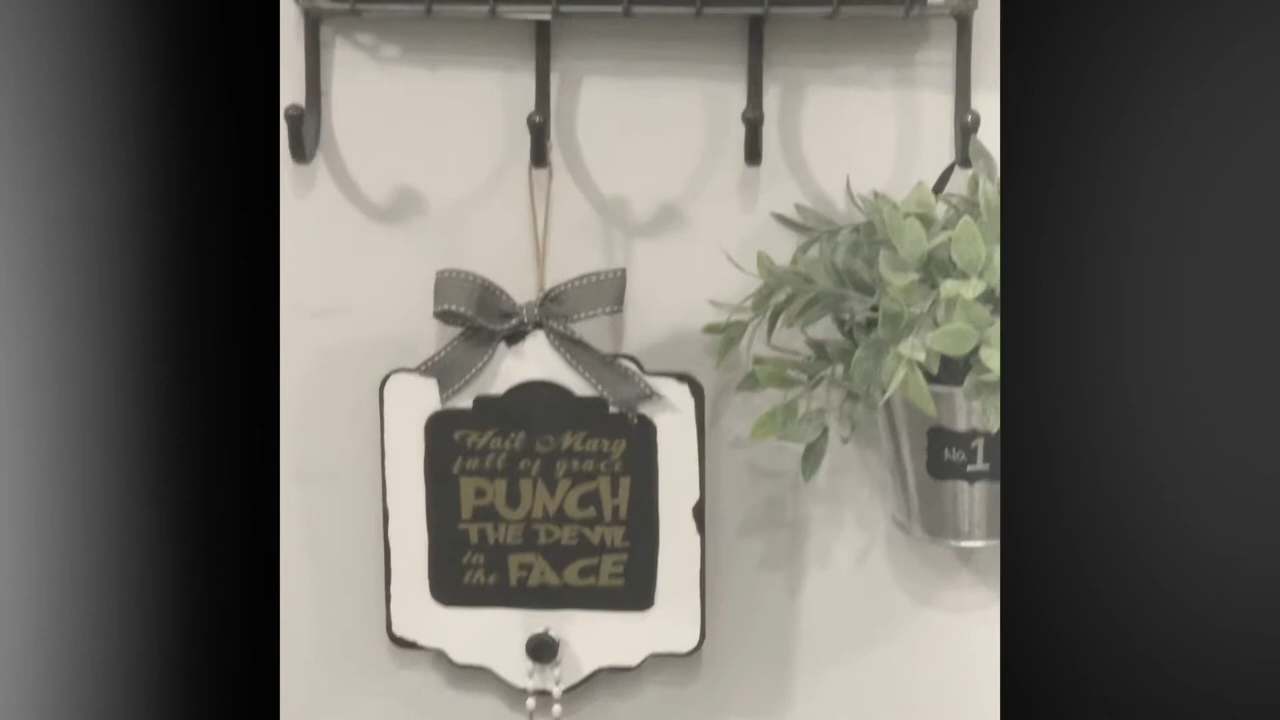 Hail Mary
full of grace
PUNCH
THE DEVIL
in
the FACE
No. 1